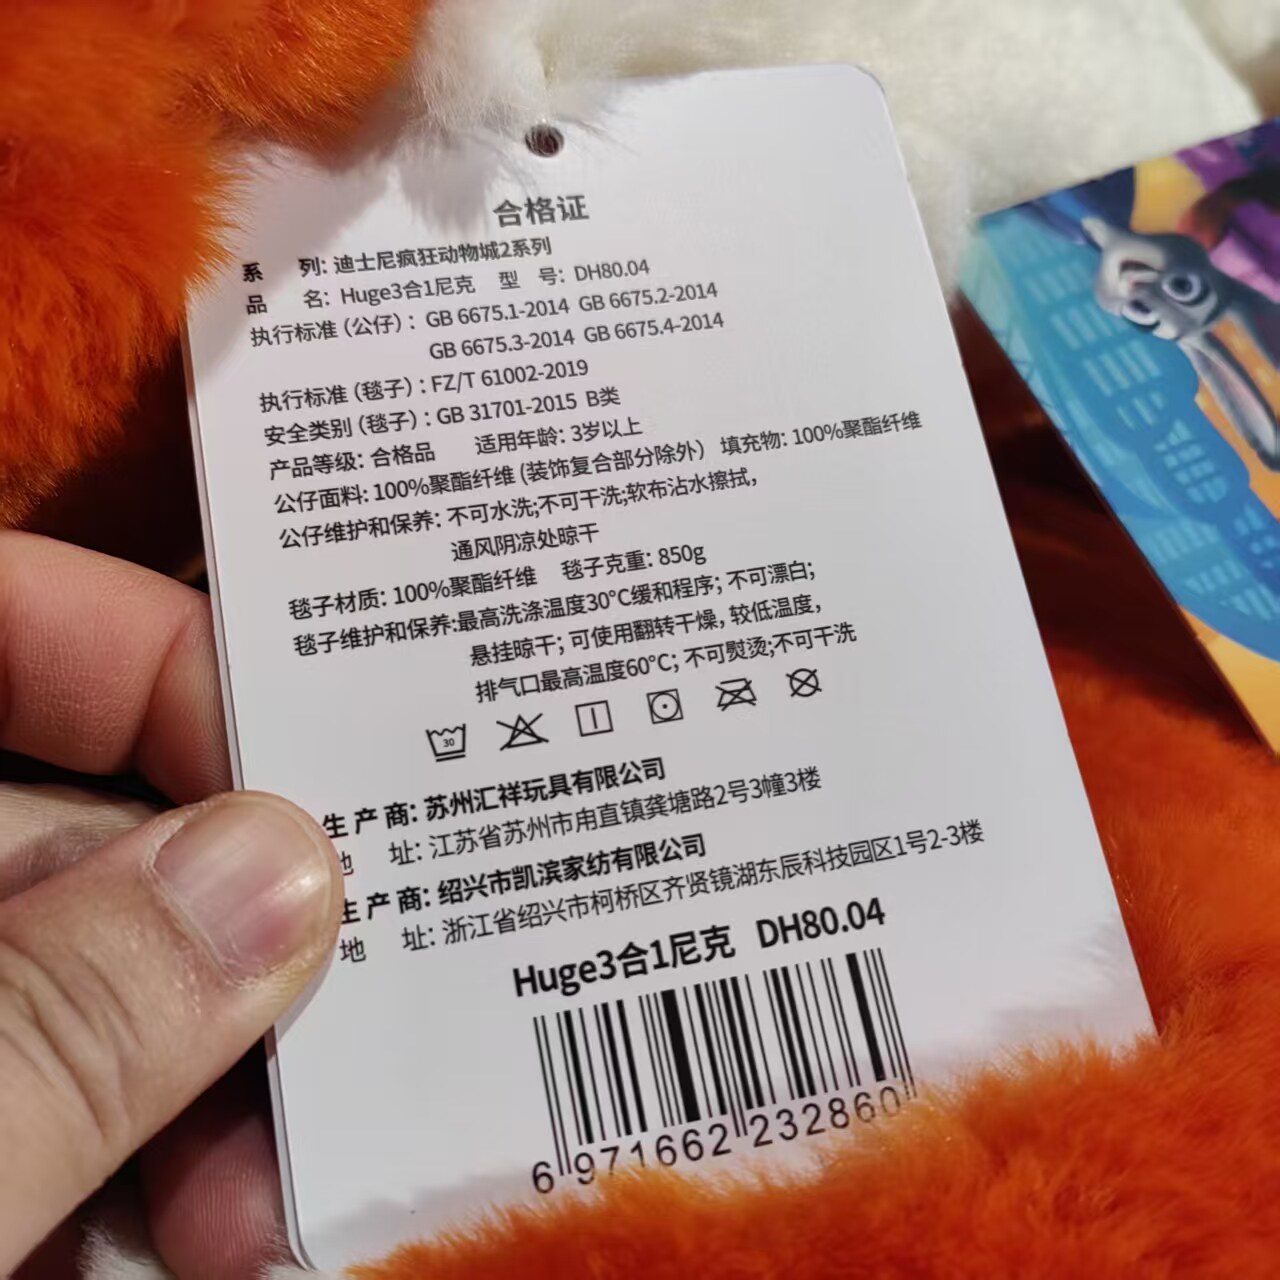 合格证
系 列: 迪士尼疯狂动物城2系列
品 名: Huge3合1尼克 型 号: DH80.04
执行标准 (公仔) : GB 6675.1-2014 GB 6675.2-2014
GB 6675.3-2014 GB 6675.4-2014
执行标准 (毯子) : FZ/T 61002-2019
安全类别 (毯子) : GB 31701-2015 B类
产品等级: 合格品 适用年龄: 3岁以上
公仔面料: 100%聚酯纤维 (装饰复合部分除外) 填充物: 100%聚酯纤维
公仔维护和保养: 不可水洗;不可干洗;软布沾水擦拭,
通风阴凉处晾干
毯子材质: 100%聚酯纤维 毯子克重: 850g
毯子维护和保养:最高洗涤温度30°C缓和程序; 不可漂白;
悬挂晾干; 可使用翻转干燥, 较低温度,
排气口最高温度60°C; 不可熨烫;不可干洗
30
生 产 商: 苏州汇祥玩具有限公司
地 址: 江苏省苏州市甪直镇龚塘路2号3幢3楼
生 产 商: 绍兴市凯滨家纺有限公司
地 址: 浙江省绍兴市柯桥区齐贤镜湖东辰科技园区1号2-3楼
Huge3合1尼克 DH80.04
6 971662 232860